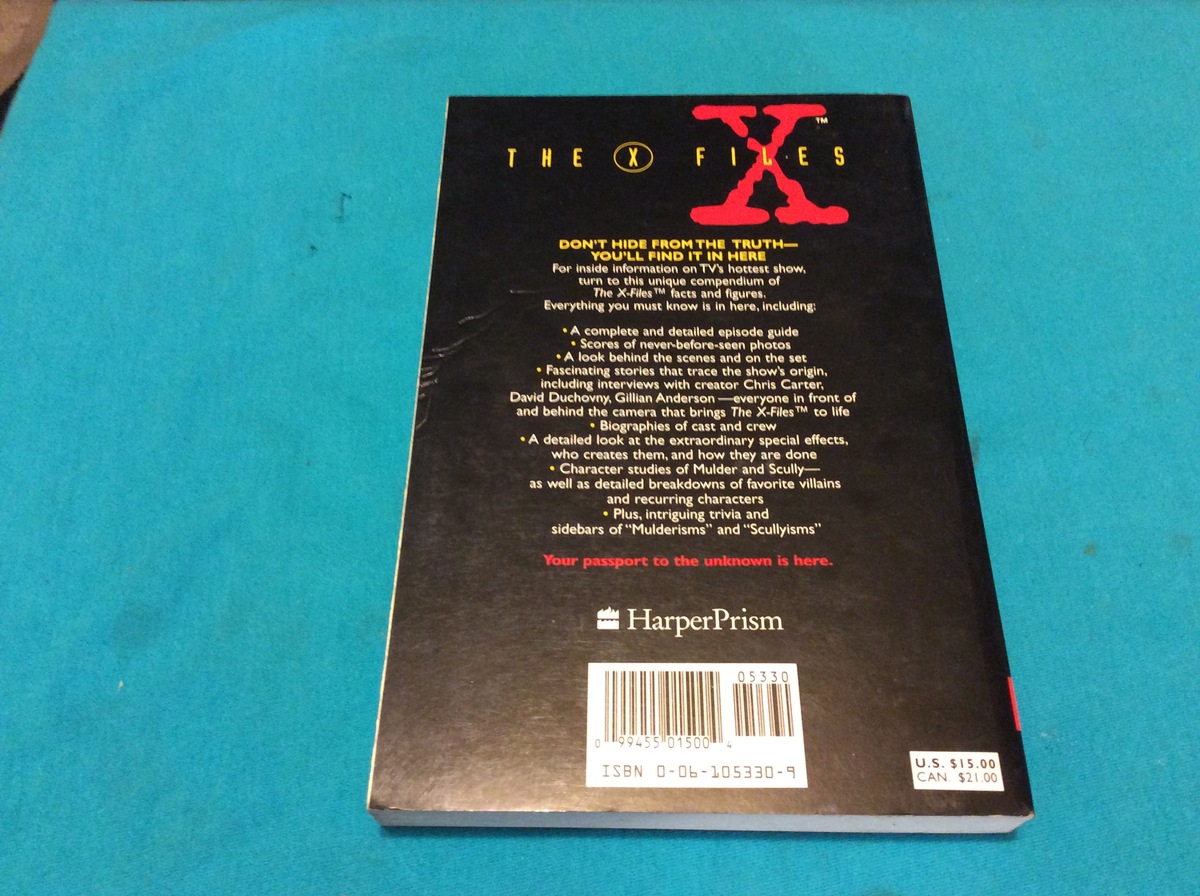 THE X FILES
X™
DON'T HIDE FROM THE TRUTH—
YOU'LL FIND IT IN HERE
For inside information on TV's hottest show,
turn to this unique compendium of
The X-Files™ facts and figures.
Everything you must know is in here, including:
• A complete and detailed episode guide
• Scores of never-before-seen photos
• A look behind the scenes and on the set
• Fascinating stories that trace the show's origin,
including interviews with creator Chris Carter,
David Duchovny, Gillian Anderson—everyone in front of
and behind the camera that brings The X-Files™ to life
• Biographies of cast and crew
• A detailed look at the extraordinary special effects,
who creates them, and how they are done
• Character studies of Mulder and Scully—
as well as detailed breakdowns of favorite villains
and recurring characters
• Plus, intriguing trivia and
sidebars of "Mulderisms" and "Scullyisms"
Your passport to the unknown is here.
HarperPrism
05330
0 99455 01500 4
ISBN 0-06-105330-9
U.S. $15.00
CAN. $21.00